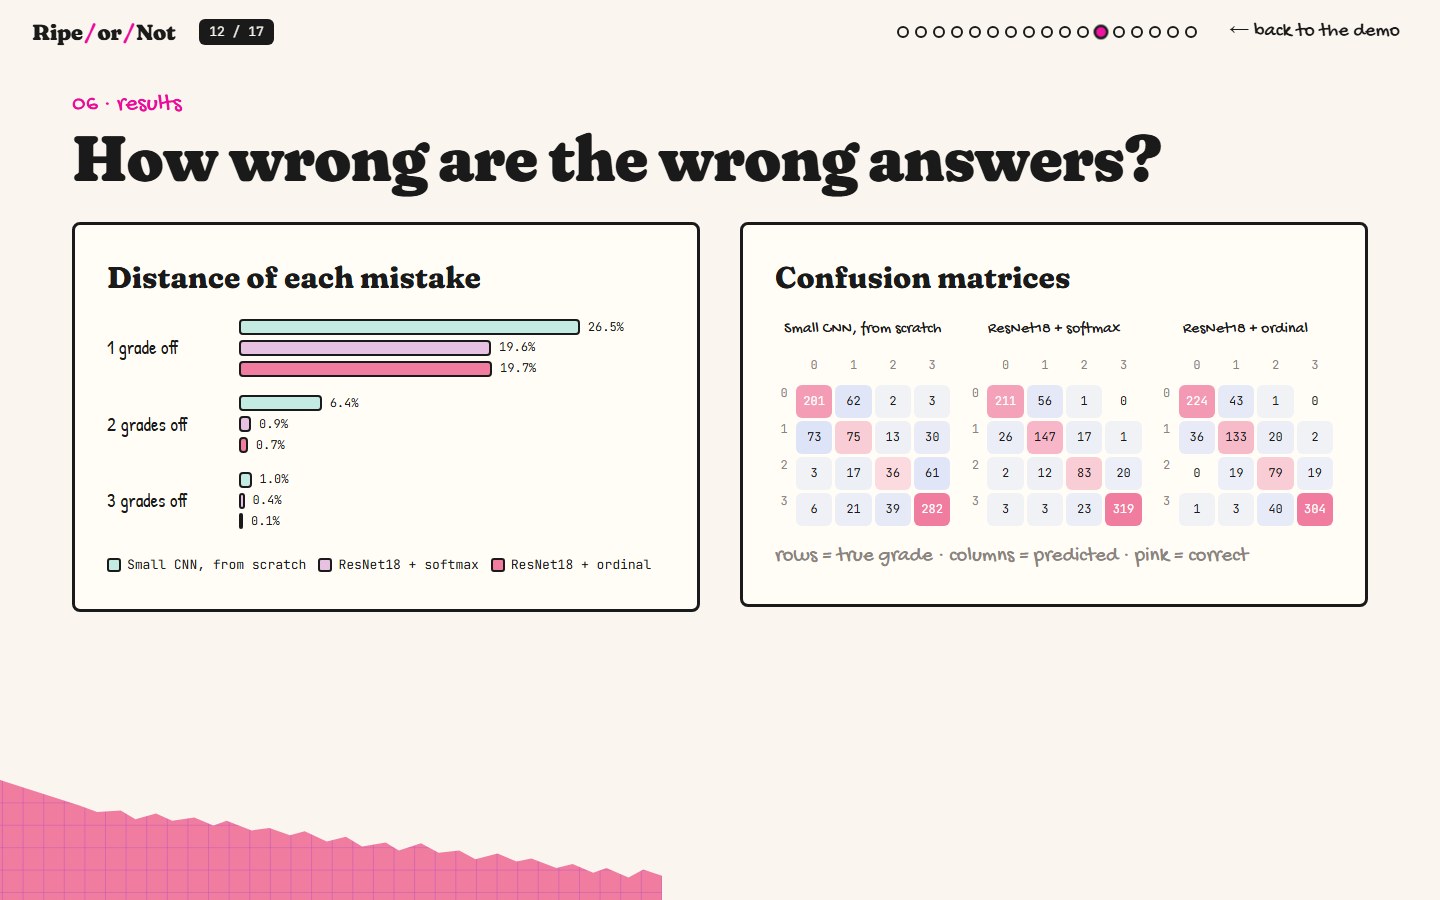 Ripe/or/Not
12 / 17
← back to the demo
06 · results
How wrong are the wrong answers?
Distance of each mistake
1 grade off
26.5%
19.6%
19.7%
2 grades off
6.4%
0.9%
0.7%
3 grades off
1.0%
0.4%
0.1%
Small CNN, from scratch
ResNet18 + softmax
ResNet18 + ordinal
Confusion matrices
Small CNN, from scratch
0 1 2 3
0 201 62 2 3
1 73 75 13 30
2 3 17 36 61
3 6 21 39 282
ResNet18 + softmax
0 1 2 3
0 211 56 1 0
1 26 147 17 1
2 2 12 83 20
3 3 3 23 319
ResNet18 + ordinal
0 1 2 3
0 224 43 1 0
1 36 133 20 2
2 0 19 79 19
3 1 3 40 304
rows = true grade · columns = predicted · pink = correct